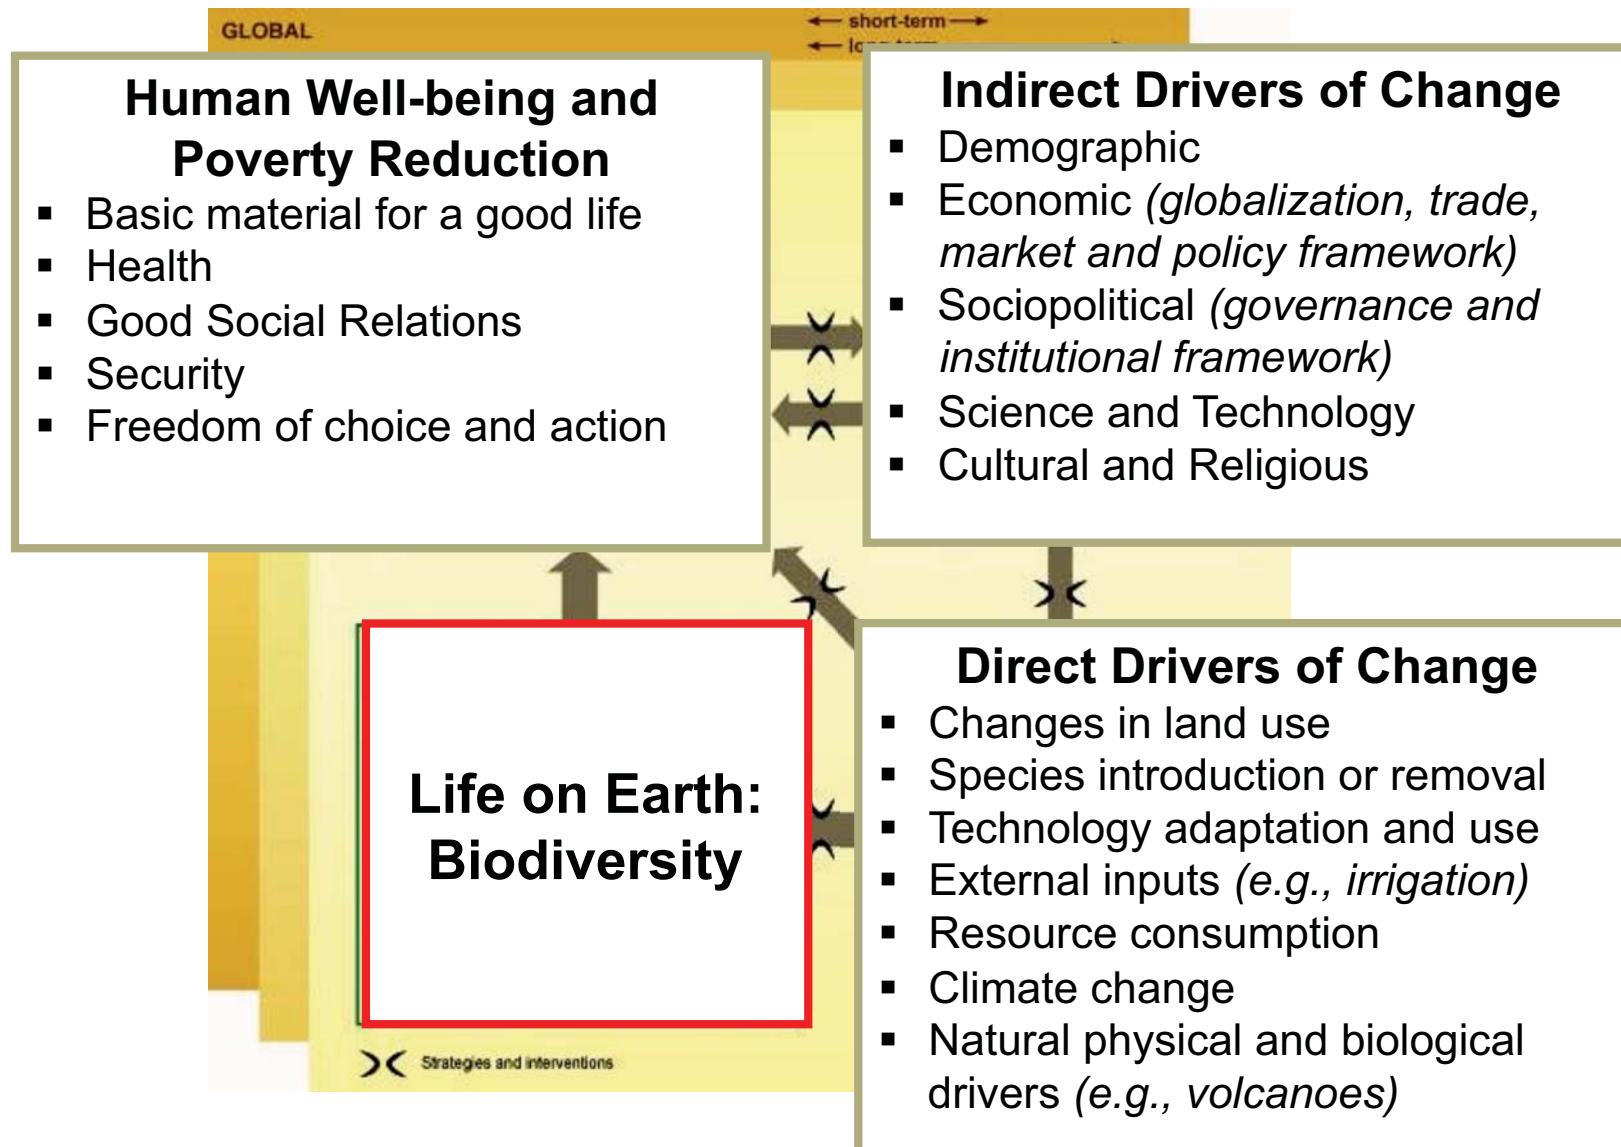 GLOBAL
short-term
Human Well-being and
Poverty Reduction
▪ Basic material for a good life
▪ Health
▪ Good Social Relations
▪ Security
▪ Freedom of choice and action
Indirect Drivers of Change
▪ Demographic
▪ Economic (globalization, trade,
market and policy framework)
▪ Sociopolitical (governance and
institutional framework)
▪ Science and Technology
▪ Cultural and Religious
Life on Earth:
Biodiversity
Direct Drivers of Change
▪ Changes in land use
▪ Species introduction or removal
▪ Technology adaptation and use
▪ External inputs (e.g., irrigation)
▪ Resource consumption
▪ Climate change
▪ Natural physical and biological
drivers (e.g., volcanoes)
Strategies and interventions